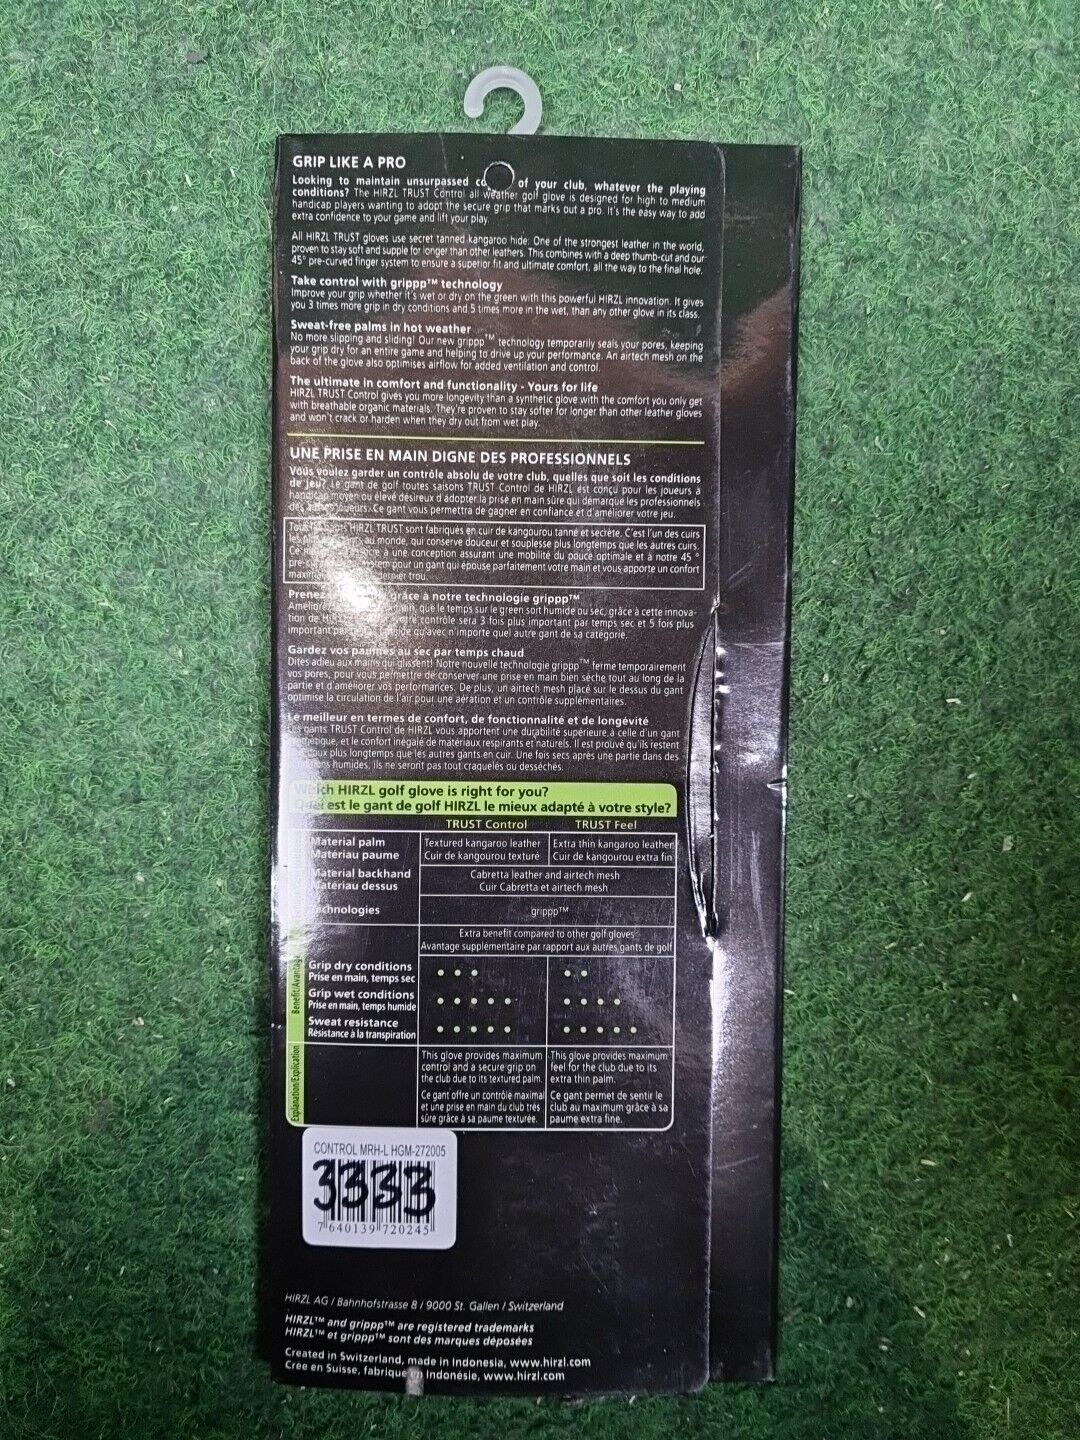 GRIP LIKE A PRO
Looking to maintain unsurpassed of your club, whatever the playing
conditions? The HIRZL TRUST Control all weather golf glove is designed for high to medium
handicap players wanting to adopt the secure grip that marks out a pro. It's the easy way to add
extra confidence to your game and lift your play.
All HIRZL TRUST gloves use secret tanned kangaroo hide: One of the strongest leather in the world,
proven to stay soft and supple for longer than other leathers. This combines with a deep thumb-cut and our
45° pre-curved finger system to ensure a superior fit and ultimate comfort, all the way to the final hole.
Take control with grippp™ technology
Improve your grip whether it's wet or dry on the green with this powerful HIRZL innovation. It gives
you 3 times more grip in dry conditions and 5 times more in the wet, than any other glove in its class.
Sweat-free palms in hot weather
No more slipping and sliding! Our new grippp™ technology temporarily seals your pores, keeping
your grip dry for an entire game and helping to drive up your performance. An airtech mesh on the
back of the glove also optimises airflow for added ventilation and control.
The ultimate in comfort and functionality - Yours for life
HIRZL TRUST Control gives you more longevity than a synthetic glove with the comfort you only get
with breathable organic materials. They're proven to stay softer for longer than other leather gloves
and won't crack or harden when they dry out from wet play.
UNE PRISE EN MAIN DIGNE DES PROFESSIONNELS
Vous voulez garder un contrôle absolu de votre club, quelles que soit les conditions
de jeu? Le gant de golf toutes saisons TRUST Control de HIRZL est conçu pour les joueurs à
handicap moyen ou élevé désireux d'adopter la prise en main sûre qui démarque les professionnels
des joueurs. Ce gant vous permettra de gagner en confiance et d'améliorer votre jeu.
HIRZL TRUST sont fabriqués en cuir de kangourou tanné et secrète. C'est l'un des cuirs
au monde, qui conserve douceur et souplesse plus longtemps que les autres cuirs.
Ce à une conception assurant une mobilité du pouce optimale et à notre 45 °
pour un gant qui épouse parfaitement votre main et vous apporte un confort
dernier trou.
Prenez grâce à notre technologie grippp™
Améliorez que le temps sur le green soit humide ou sec, grâce à cette innova-
tion de contrôle sera 3 fois plus important par temps sec et 5 fois plus
important qu'avec n'importe quel autre gant de sa catégorie.
Gardez vos paumes au sec par temps chaud
Dites adieu aux mains qui glissent! Notre nouvelle technologie grippp™ ferme temporairement
vos pores, pour vous permettre de conserver une prise en main bien sèche tout au long de la
partie et d'améliorer vos performances. De plus, un airtech mesh placé sur le dessus du gant
optimise la circulation de l'air pour une aération et un contrôle supplémentaires.
Le meilleur en termes de confort, de fonctionnalité et de longévité
Les gants TRUST Control de HIRZL vous apportent une durabilité supérieure à celle d'un gant
et le confort inégalé de matériaux respirants et naturels. Il est prouvé qu'ils restent
plus longtemps que les autres gants en cuir. Une fois secs après une partie dans des
humides, ils ne seront pas tout craquelés ou desséchés.
Which HIRZL golf glove is right for you?
Quel est le gant de golf HIRZL le mieux adapté à votre style?
TRUST Control TRUST Feel
Material palm Textured kangaroo leather Extra thin kangaroo leather
Matériau paume Cuir de kangourou texturé Cuir de kangourou extra fin
Material backhand Cabretta leather and airtech mesh
Matériau dessus Cuir Cabretta et airtech mesh
Technologies grippp™
Extra benefit compared to other golf gloves
Avantage supplémentaire par rapport aux autres gants de golf
Benefit/Avantage
Grip dry conditions
Prise en main, temps sec
Grip wet conditions
Prise en main, temps humide
Sweat resistance
Résistance à la transpiration
Explanation/Explication
This glove provides maximum
control and a secure grip on
the club due to its textured palm.
Ce gant offre un contrôle maximal
et une prise en main du club très
sûre grâce à sa paume texturée.
This glove provides maximum
feel for the club due to its
extra thin palm.
Ce gant permet de sentir le
club au maximum grâce à sa
paume extra fine.
CONTROL MRH-L HGM-272005
3333
7 640139 720245
HIRZL AG / Bahnhofstrasse 8 / 9000 St. Gallen / Switzerland
HIRZL™ and grippp™ are registered trademarks
HIRZL™ et grippp™ sont des marques déposées
Created in Switzerland, made in Indonesia, www.hirzl.com
Crée en Suisse, fabriqué en Indonésie, www.hirzl.com